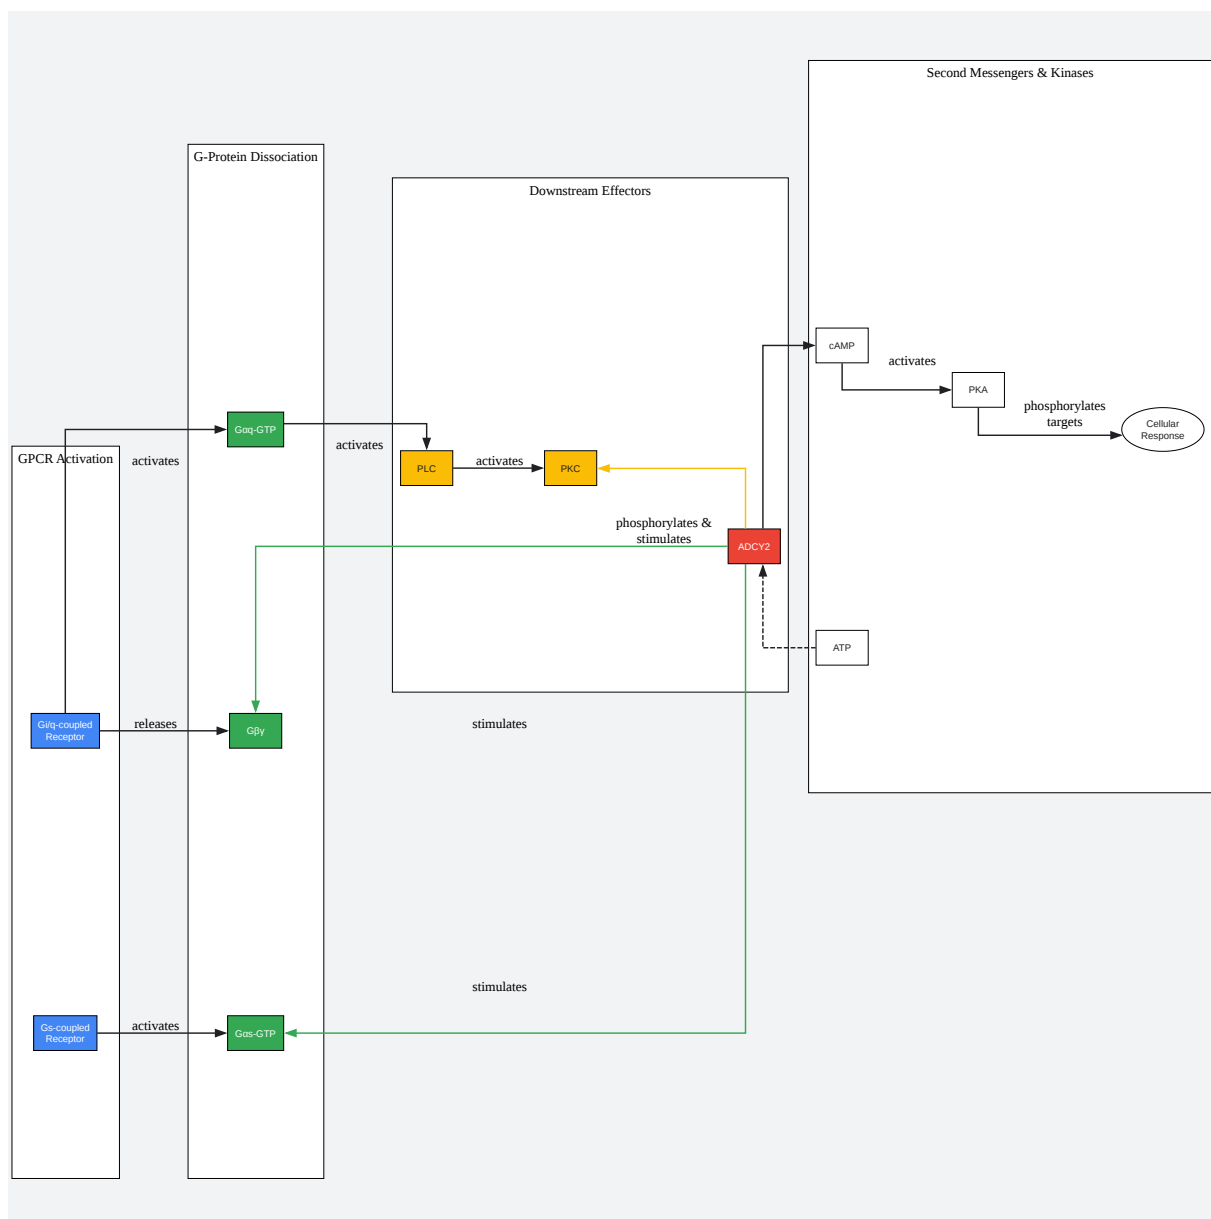 Second Messengers & Kinases
G-Protein Dissociation
Downstream Effectors
cAMP
activates
PKA
phosphorylates
targets
Cellular
Response
Gαq-GTP
activates
GPCR Activation
activates
PLC
activates
PKC
phosphorylates &
stimulates
ADCY2
ATP
Gi/q-coupled
Receptor
releases
Gβγ
stimulates
stimulates
Gs-coupled
Receptor
activates
Gαs-GTP